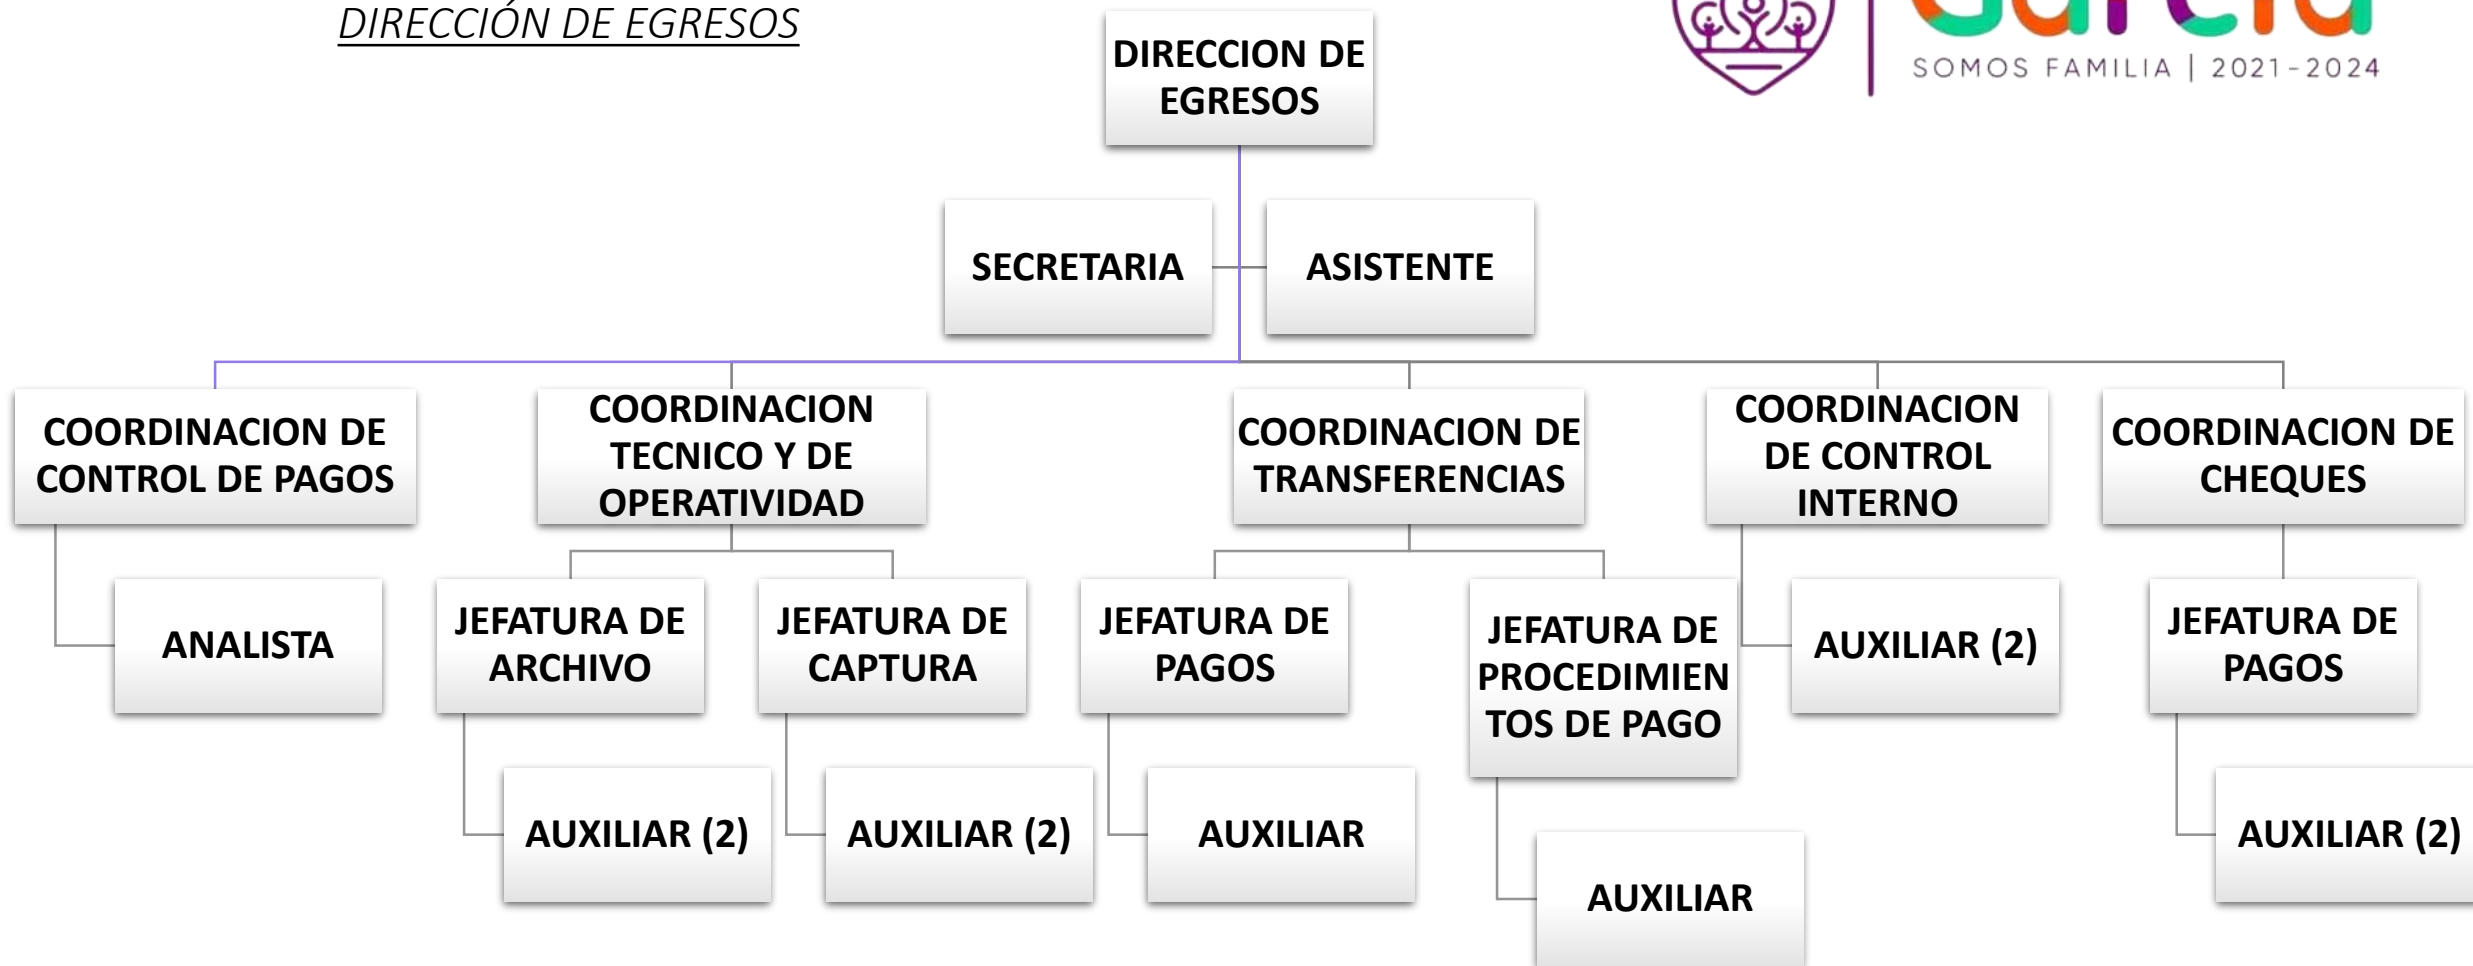 DIRECCIÓN DE EGRESOS
García
SOMOS FAMILIA | 2021-2024
DIRECCION DE
EGRESOS
SECRETARIA
ASISTENTE
COORDINACION DE
CONTROL DE PAGOS
COORDINACION
TECNICO Y DE
OPERATIVIDAD
COORDINACION DE
TRANSFERENCIAS
COORDINACION
DE CONTROL
INTERNO
COORDINACION DE
CHEQUES
ANALISTA
JEFATURA DE
ARCHIVO
JEFATURA DE
CAPTURA
JEFATURA DE
PAGOS
JEFATURA DE
PROCEDIMIEN
TOS DE PAGO
AUXILIAR (2)
JEFATURA DE
PAGOS
AUXILIAR (2)
AUXILIAR (2)
AUXILIAR
AUXILIAR
AUXILIAR (2)